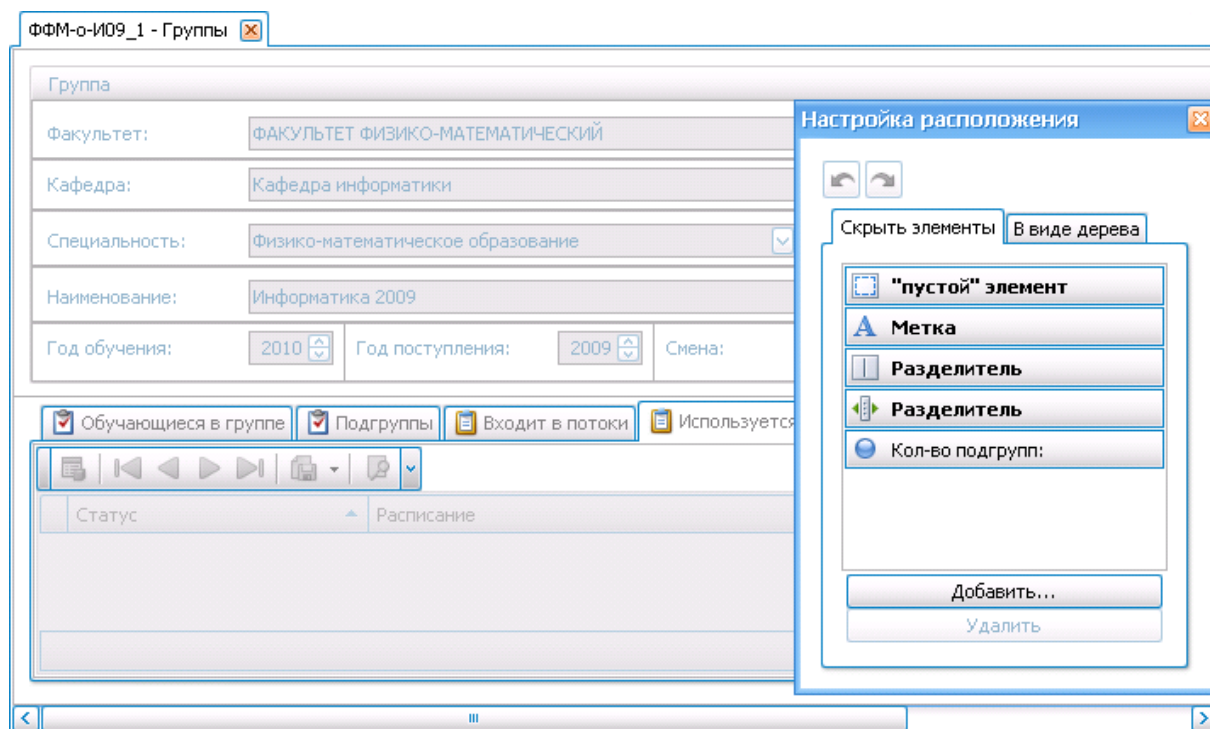 ФФМ-о-И09_1 - Группы
Группа
Факультет: ФАКУЛЬТЕТ ФИЗИКО-МАТЕМАТИЧЕСКИЙ
Кафедра: Кафедра информатики
Специальность: Физико-математическое образование
Наименование: Информатика 2009
Год обучения: 2010 Год поступления: 2009 Смена:
Обучающиеся в группе Подгруппы Входит в потоки Используется
Статус Расписание
Настройка расположения
Скрыть элементы В виде дерева
"пустой" элемент
Метка
Разделитель
Разделитель
Кол-во подгрупп:
Добавить...
Удалить